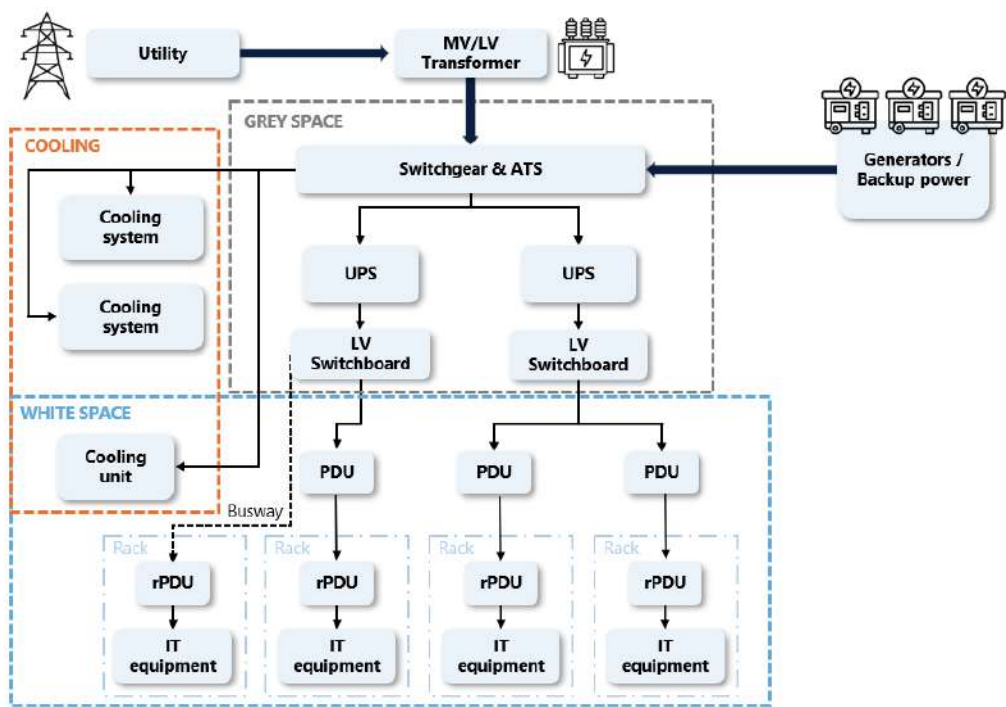 Utility
MV/LV
Transformer
GREY SPACE
COOLING
Switchgear & ATS
Generators /
Backup power
Cooling
system
UPS
UPS
Cooling
system
LV
Switchboard
LV
Switchboard
WHITE SPACE
Cooling
unit
PDU
PDU
PDU
Busway
Rack
Rack
Rack
Rack
rPDU
rPDU
rPDU
rPDU
IT
equipment
IT
equipment
IT
equipment
IT
equipment